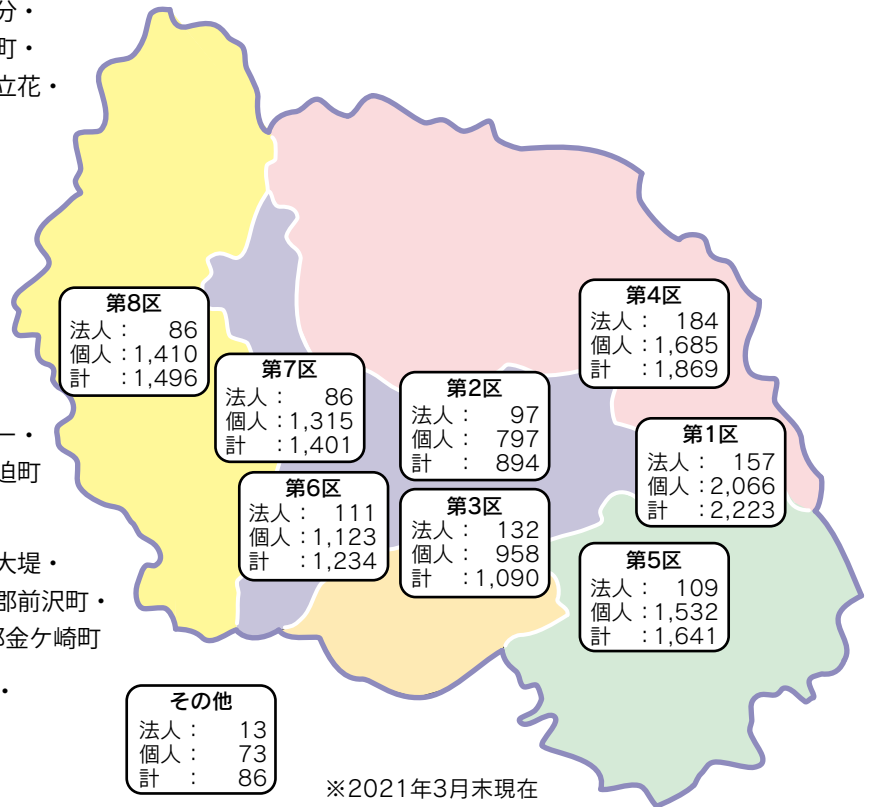 分・
町・
立花・
第8区
法人： 86
個人：1,410
計 ：1,496
第7区
法人： 86
個人：1,315
計 ：1,401
第2区
法人： 97
個人： 797
計 ： 894
第4区
法人： 184
個人：1,685
計 ：1,869
第1区
法人： 157
個人：2,066
計 ：2,223
第6区
法人： 111
個人：1,123
計 ：1,234
第3区
法人： 132
個人： 958
計 ：1,090
第5区
法人： 109
個人：1,532
計 ：1,641
ー・
迫町
大堤・
郡前沢町・
郡金ケ崎町
・
その他
法人： 13
個人： 73
計 ： 86
※2021年3月末現在